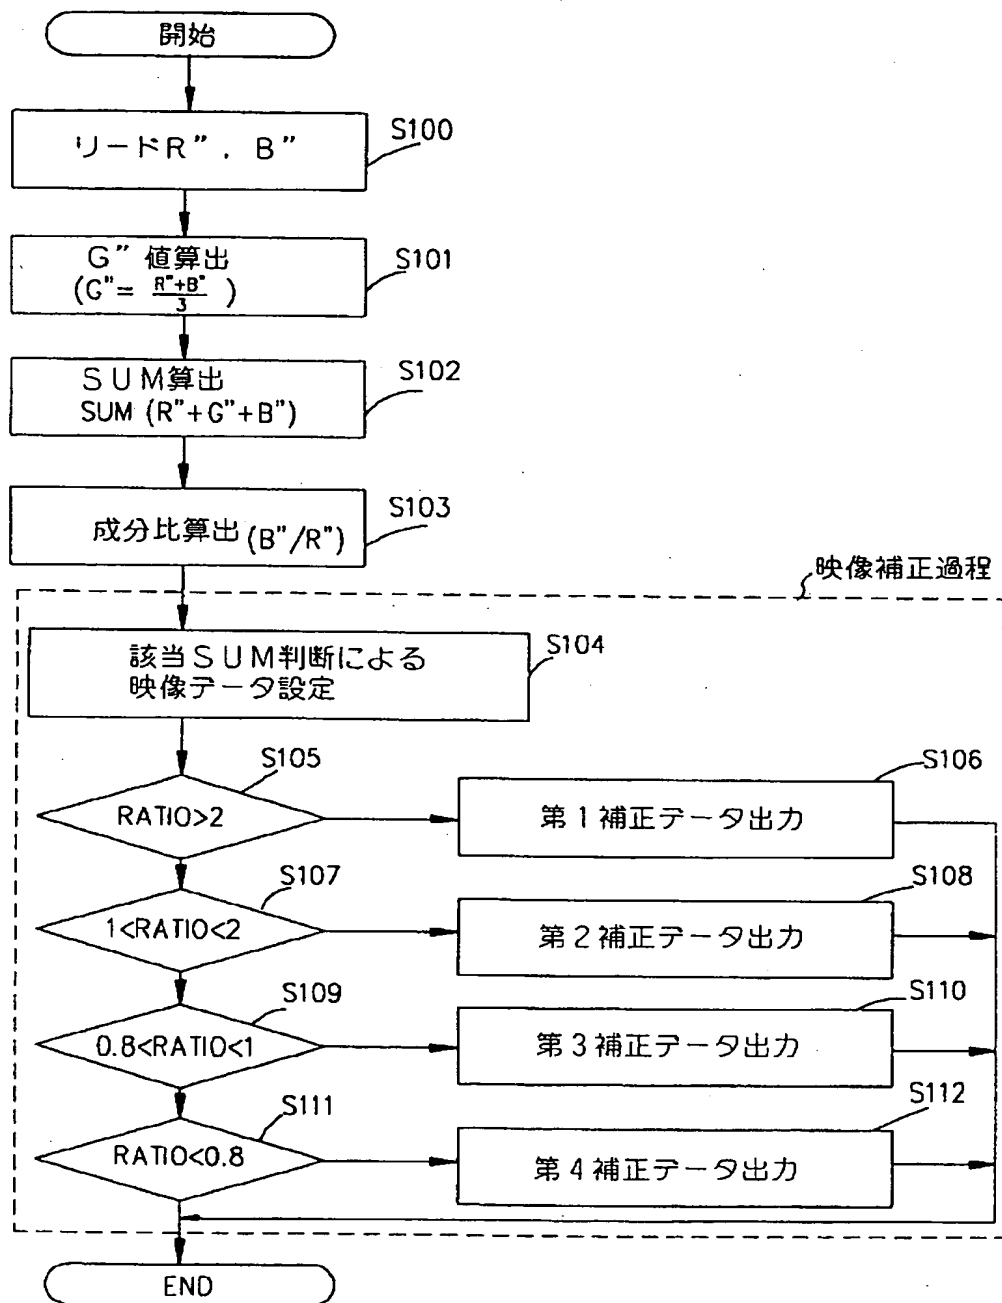 開始
リードR”，B”
S100
G”値算出
(G"= R"+B"/3 )
S101
SUM算出
SUM (R"+G"+B")
S102
成分比算出(B"/R")
S103
映像補正過程
該当SUM判断による
映像データ設定
S104
RATIO>2
S105
第1補正データ出力
S106
1<RATIO<2
S107
第2補正データ出力
S108
0.8<RATIO<1
S109
第3補正データ出力
S110
RATIO<0.8
S111
第4補正データ出力
S112
END